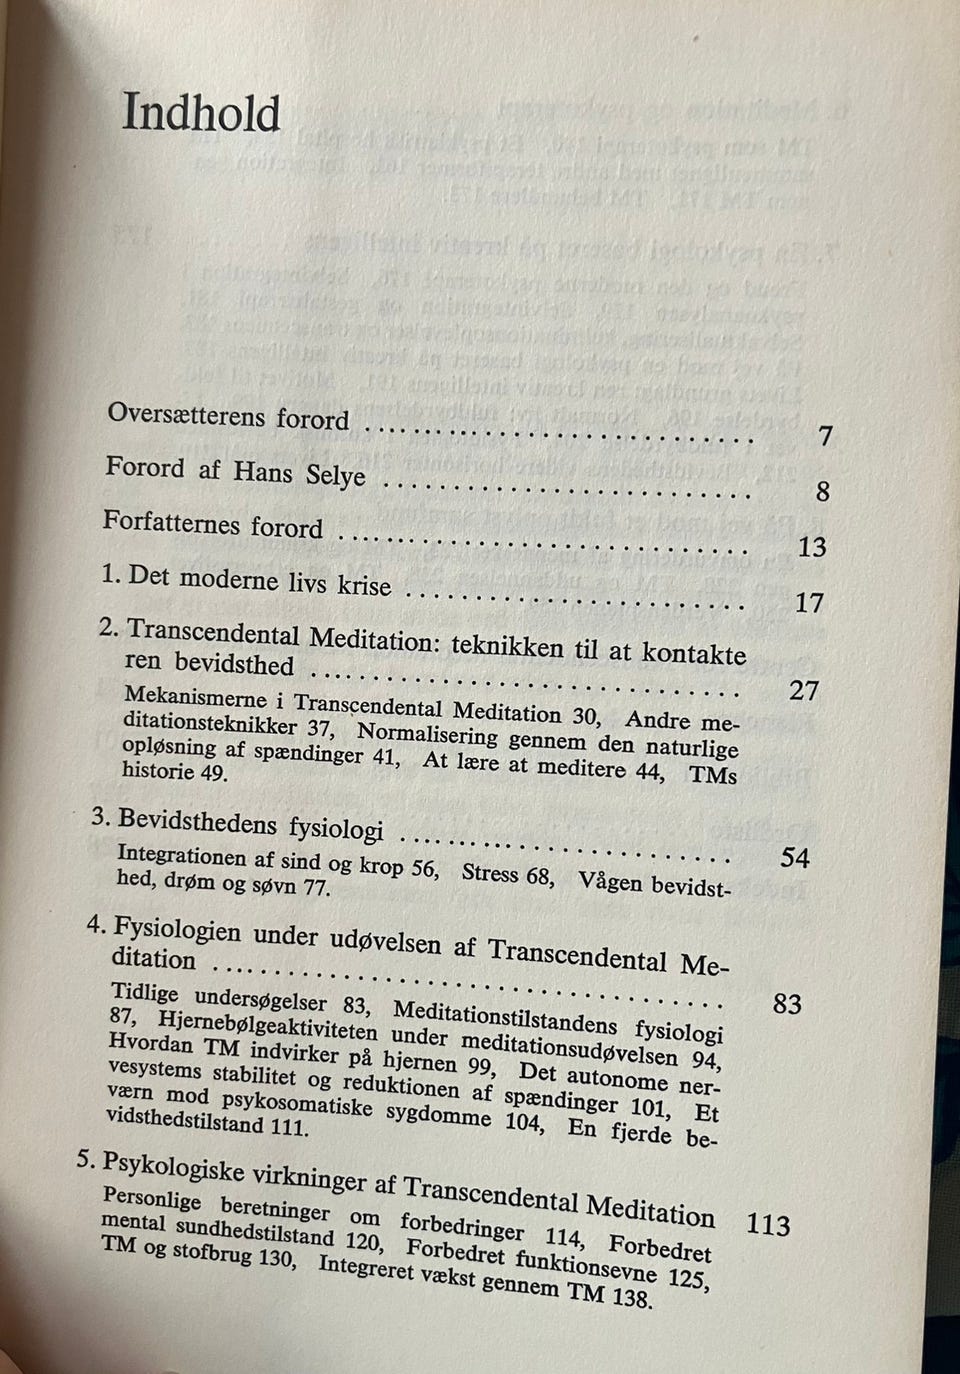 Indhold
Oversætterens forord .............................. 7
Forord af Hans Selye .............................. 8
Forfatternes forord .............................. 13
1. Det moderne livs krise .............................. 17
2. Transcendental Meditation: teknikken til at kontakte
ren bevidsthed .............................. 27
Mekanismerne i Transcendental Meditation 30, Andre me-
ditationsteknikker 37, Normalisering gennem den naturlige
opløsning af spændinger 41, At lære at meditere 44, TMs
historie 49.
3. Bevidsthedens fysiologi .............................. 54
Integrationen af sind og krop 56, Stress 68, Vågen bevidst-
hed, drøm og søvn 77.
4. Fysiologien under udøvelsen af Transcendental Me-
ditation .............................. 83
Tidlige undersøgelser 83, Meditationstilstandens fysiologi
87, Hjernebølgeaktiviteten under meditationsudøvelsen 94,
Hvordan TM indvirker på hjernen 99, Det autonome ner-
vesystems stabilitet og reduktionen af spændinger 101, Et
værn mod psykosomatiske sygdomme 104, En fjerde be-
vidsthedstilstand 111.
5. Psykologiske virkninger af Transcendental Meditation 113
Personlige beretninger om forbedringer 114, Forbedret
mental sundhedstilstand 120, Forbedret funktionsevne 125,
TM og stofbrug 130, Integreret vækst gennem TM 138.